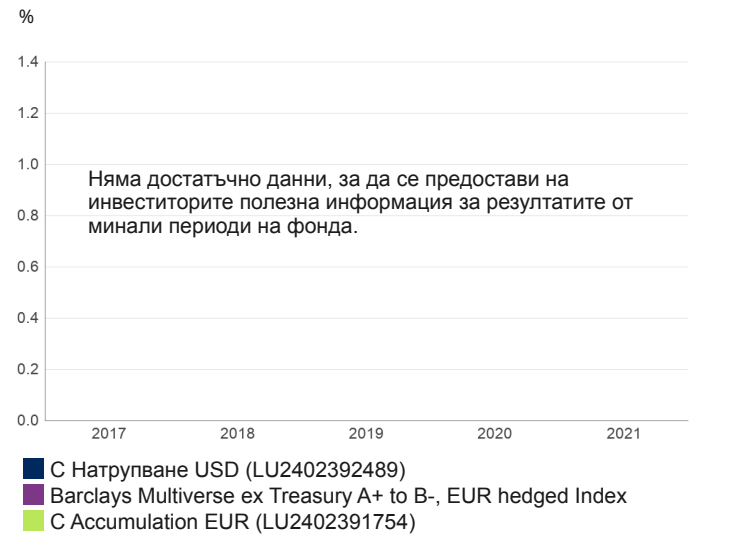 %
1.4
1.2
1.0
Няма достатъчно данни, за да се предостави на
инвеститорите полезна информация за резултатите от
минали периоди на фонда.
0.8
0.6
0.4
0.2
0.0
2017 2018 2019 2020 2021
C Натрупване USD (LU2402392489)
Barclays Multiverse ex Treasury A+ to B-, EUR hedged Index
C Accumulation EUR (LU2402391754)